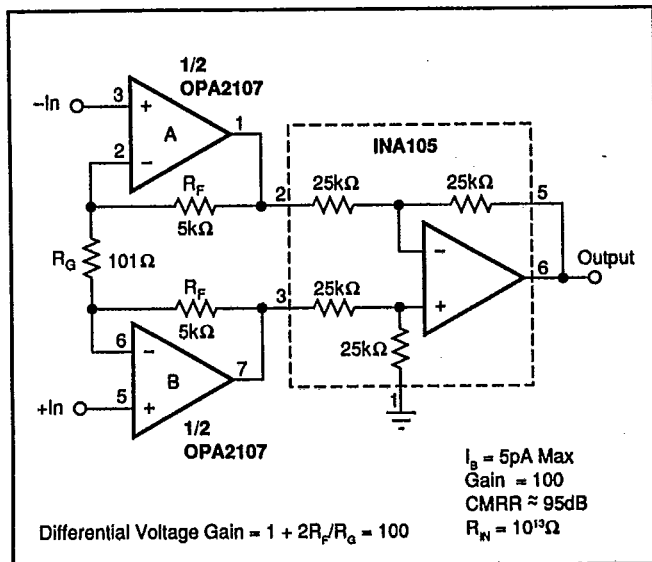 1/2
OPA2107
–In
3
+
A
1
2
–
INA105
R_F
5kΩ
2
25kΩ
25kΩ
5
R_G
101Ω
–
+
6
Output
R_F
5kΩ
3
25kΩ
25kΩ
1
6
–
B
7
+In
5
+
1/2
OPA2107
I_B = 5pA Max
Gain = 100
CMRR ≈ 95dB
R_IN = 10¹³Ω
Differential Voltage Gain = 1 + 2R_F/R_G = 100